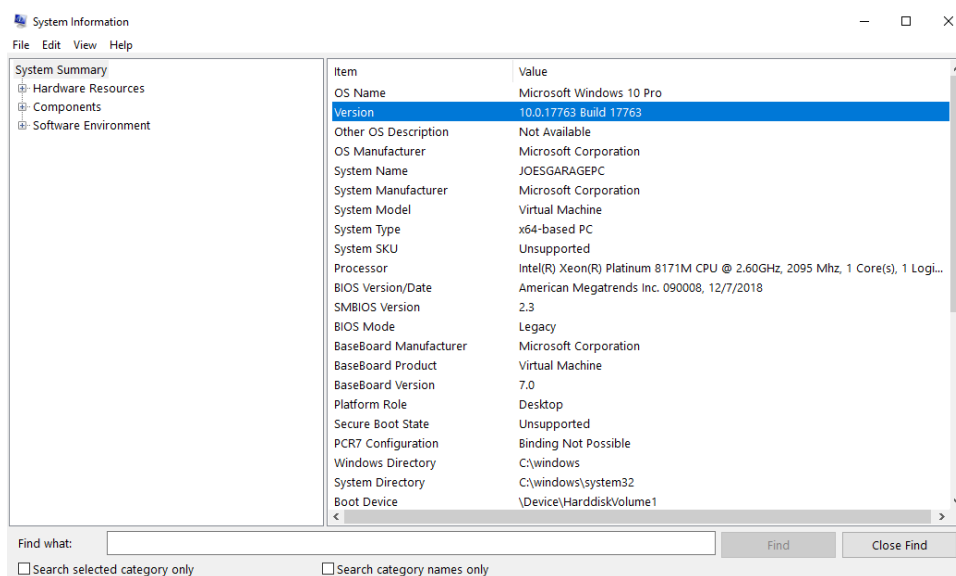 System Information
File Edit View Help
System Summary
Hardware Resources
Components
Software Environment
Item Value
OS Name Microsoft Windows 10 Pro
Version 10.0.17763 Build 17763
Other OS Description Not Available
OS Manufacturer Microsoft Corporation
System Name JOESGARAGEPC
System Manufacturer Microsoft Corporation
System Model Virtual Machine
System Type x64-based PC
System SKU Unsupported
Processor Intel(R) Xeon(R) Platinum 8171M CPU @ 2.60GHz, 2095 Mhz, 1 Core(s), 1 Logi...
BIOS Version/Date American Megatrends Inc. 090008, 12/7/2018
SMBIOS Version 2.3
BIOS Mode Legacy
BaseBoard Manufacturer Microsoft Corporation
BaseBoard Product Virtual Machine
BaseBoard Version 7.0
Platform Role Desktop
Secure Boot State Unsupported
PCR7 Configuration Binding Not Possible
Windows Directory C:\windows
System Directory C:\windows\system32
Boot Device \Device\HarddiskVolume1
Find what: Find Close Find
Search selected category only Search category names only